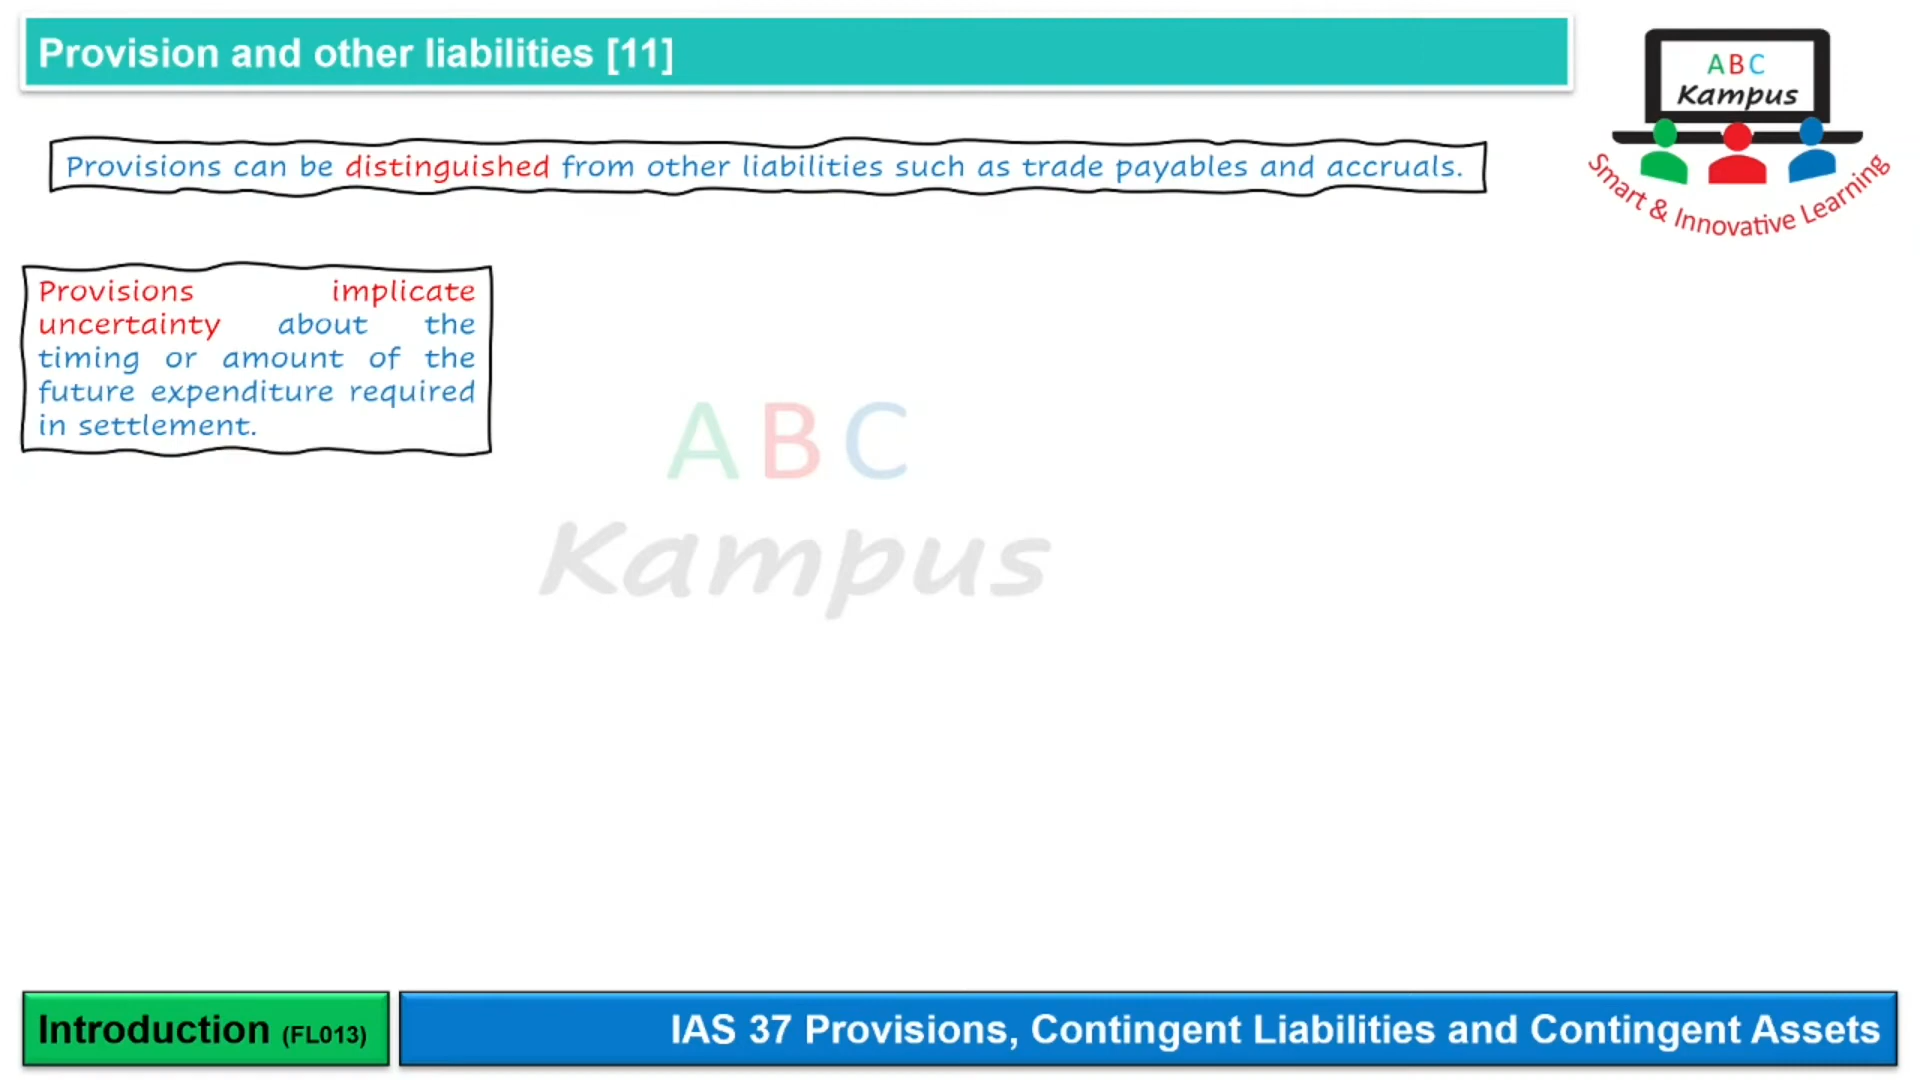 Provision and other liabilities [11]
ABC
Kampus
Smart & Innovative Learning
Provisions can be distinguished from other liabilities such as trade payables and accruals.
Provisions implicate
uncertainty about the
timing or amount of the
future expenditure required
in settlement.
ABC
Kampus
Introduction (FL013)
IAS 37 Provisions, Contingent Liabilities and Contingent Assets